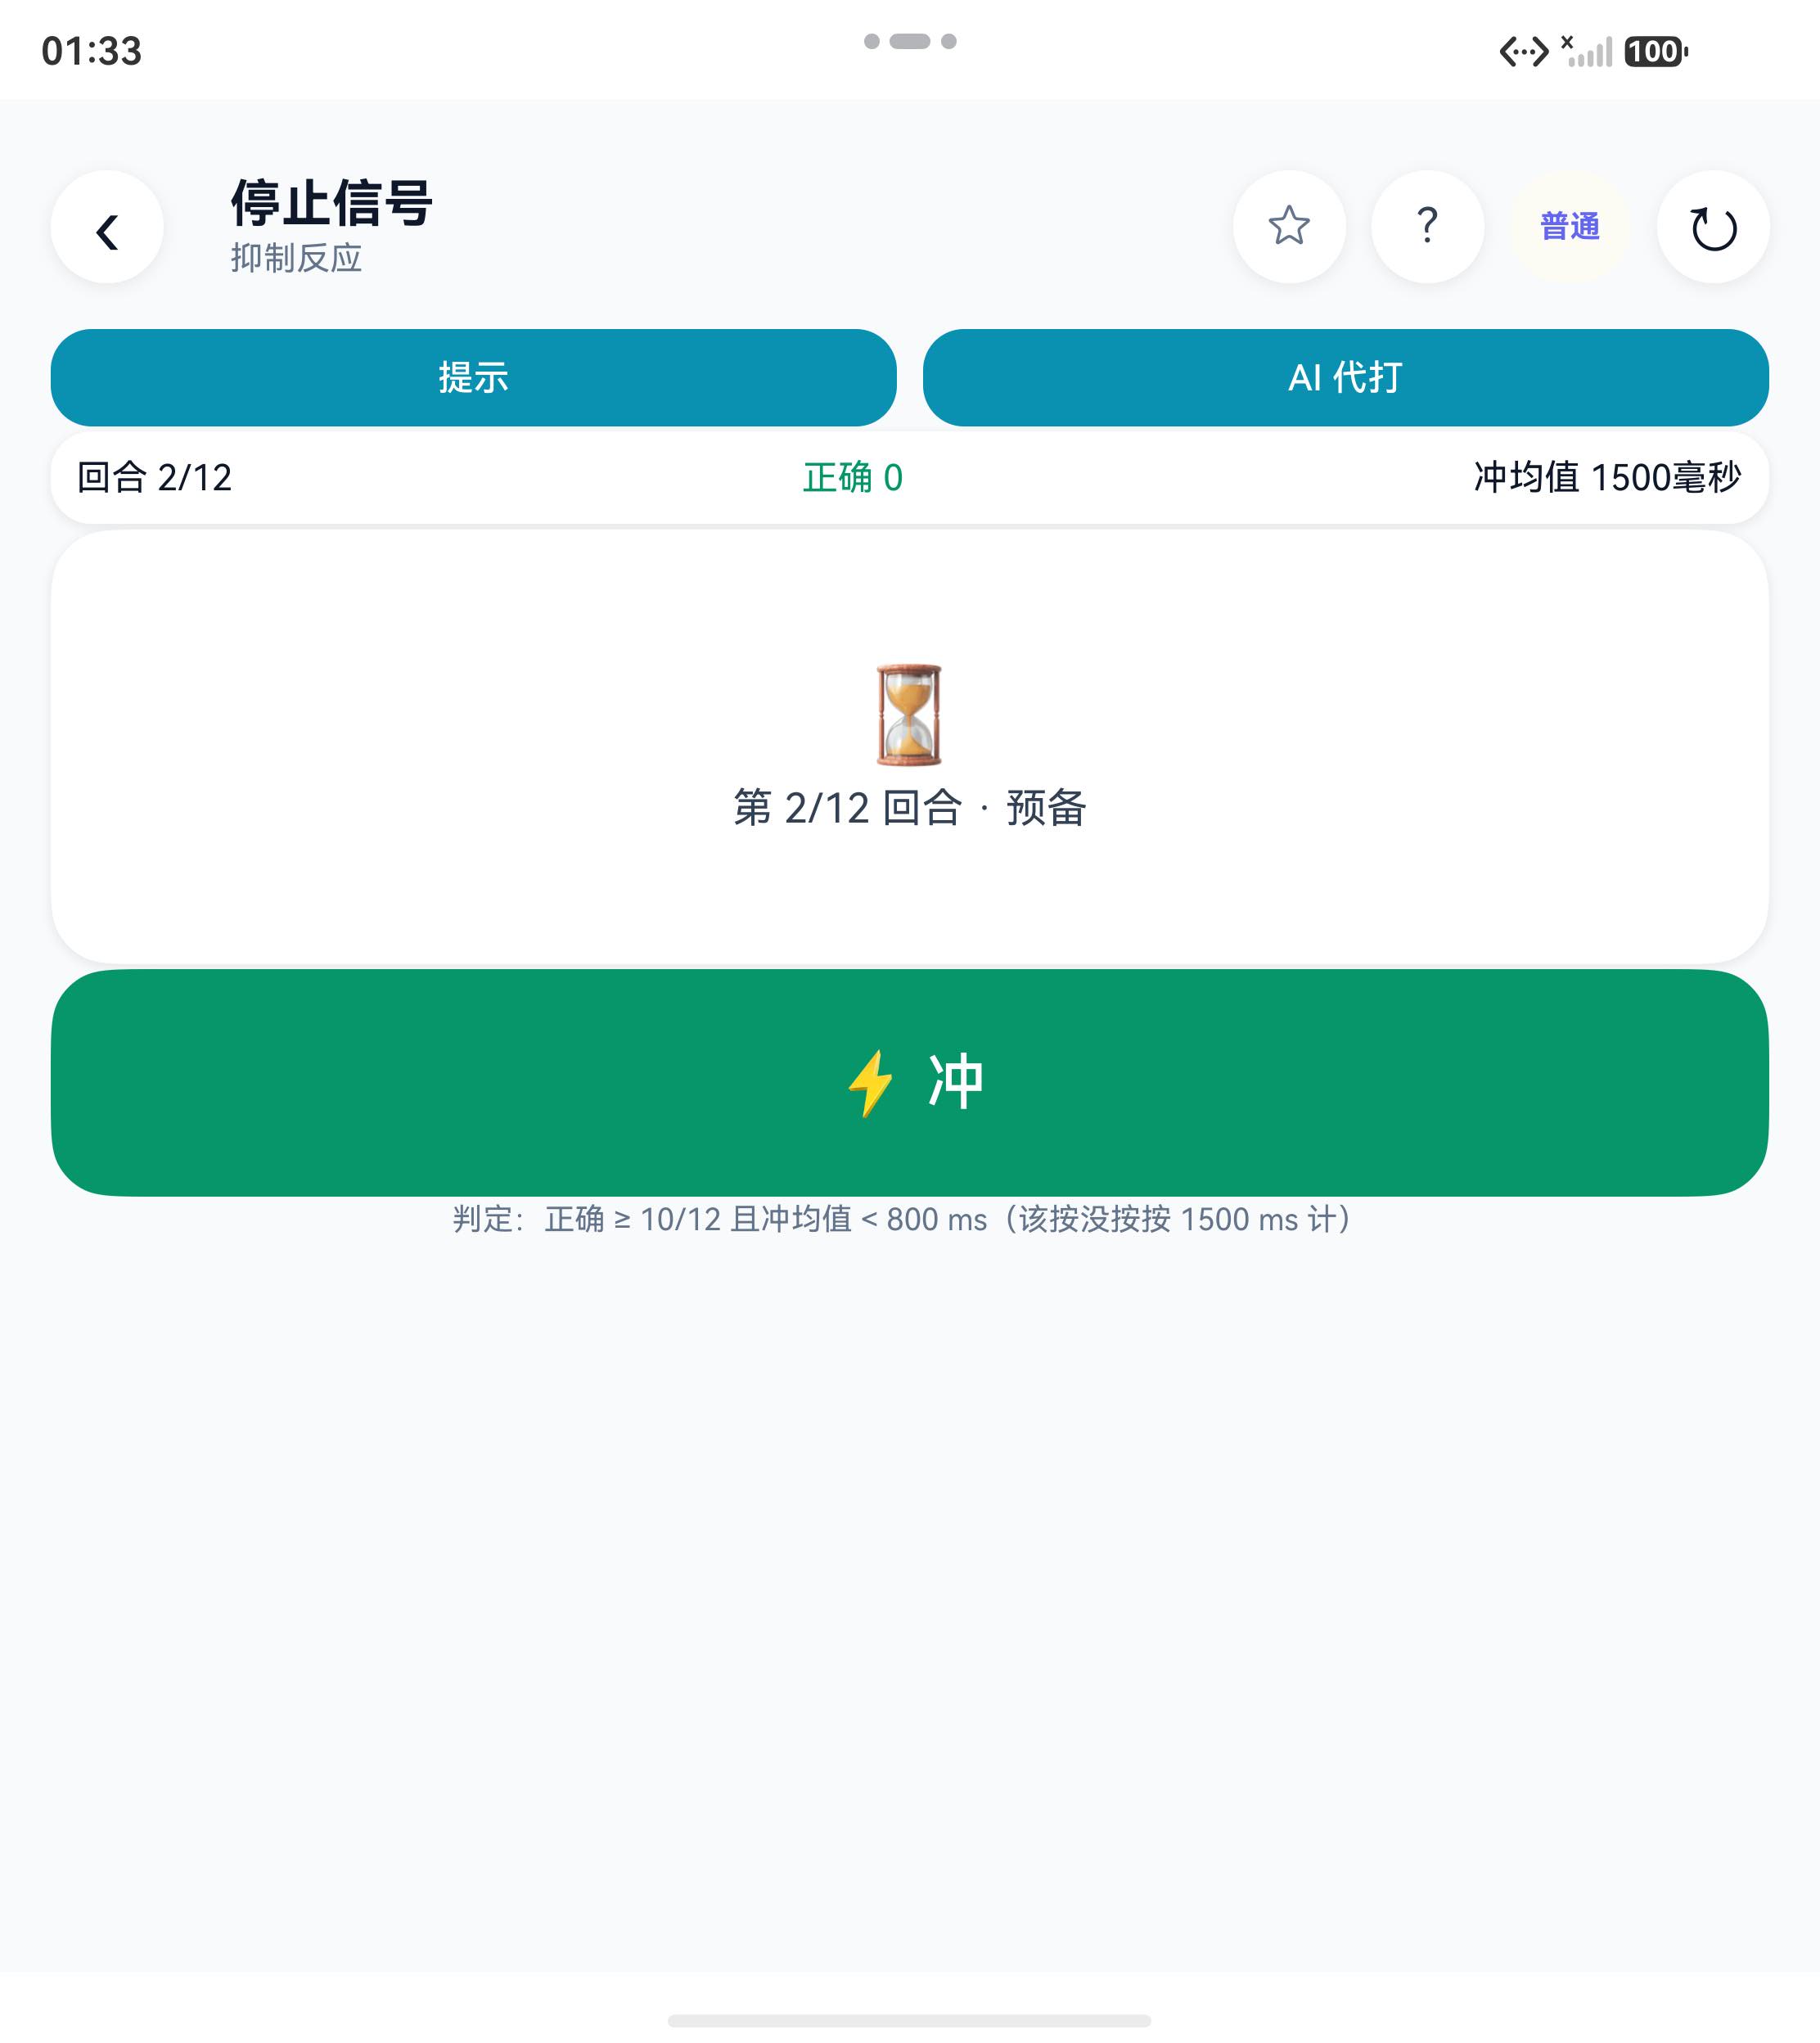 01:33
100
停止信号
抑制反应
?
普通
提示
AI 代打
回合 2/12
正确 0
冲均值 1500毫秒
第 2/12 回合 · 预备
冲
判定：正确 ≥ 10/12 且冲均值 < 800 ms（该按没按按 1500 ms 计）